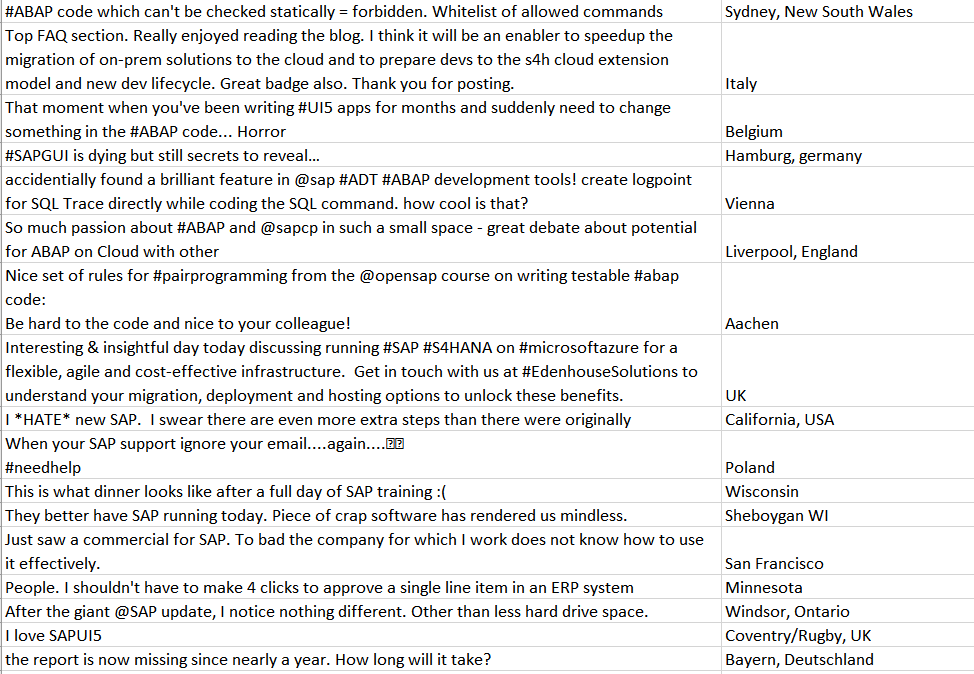 #ABAP code which can't be checked statically = forbidden. Whitelist of allowed commands
Sydney, New South Wales
Top FAQ section. Really enjoyed reading the blog. I think it will be an enabler to speedup the
migration of on-prem solutions to the cloud and to prepare devs to the s4h cloud extension
model and new dev lifecycle. Great badge also. Thank you for posting.
Italy
That moment when you've been writing #UI5 apps for months and suddenly need to change
something in the #ABAP code... Horror
Belgium
#SAPGUI is dying but still secrets to reveal...
Hamburg, germany
accidentially found a brilliant feature in @sap #ADT #ABAP development tools! create logpoint
for SQL Trace directly while coding the SQL command. how cool is that?
Vienna
So much passion about #ABAP and @sapcp in such a small space - great debate about potential
for ABAP on Cloud with other
Liverpool, England
Nice set of rules for #pairprogramming from the @opensap course on writing testable #abap
code:
Be hard to the code and nice to your colleague!
Aachen
Interesting & insightful day today discussing running #SAP #S4HANA on #microsoftazure for a
flexible, agile and cost-effective infrastructure.  Get in touch with us at #EdenhouseSolutions to
understand your migration, deployment and hosting options to unlock these benefits.
UK
I *HATE* new SAP.  I swear there are even more extra steps than there were originally
California, USA
When your SAP support ignore your email....again....
#needhelp
Poland
This is what dinner looks like after a full day of SAP training :(
Wisconsin
They better have SAP running today. Piece of crap software has rendered us mindless.
Sheboygan WI
Just saw a commercial for SAP. To bad the company for which I work does not know how to use
it effectively.
San Francisco
People. I shouldn't have to make 4 clicks to approve a single line item in an ERP system
Minnesota
After the giant @SAP update, I notice nothing different. Other than less hard drive space.
Windsor, Ontario
I love SAPUI5
Coventry/Rugby, UK
the report is now missing since nearly a year. How long will it take?
Bayern, Deutschland